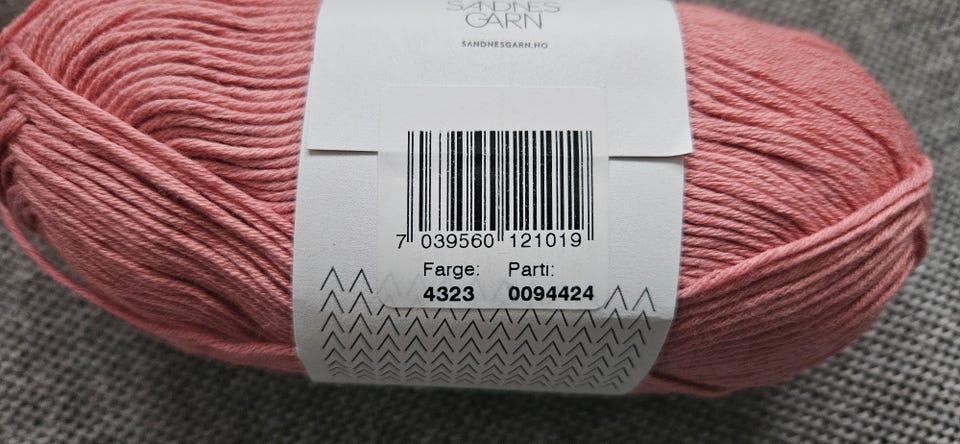 SANDNES
GARN
SANDNESGARN.NO
7 039560 121019
Farge: Parti:
4323 0094424